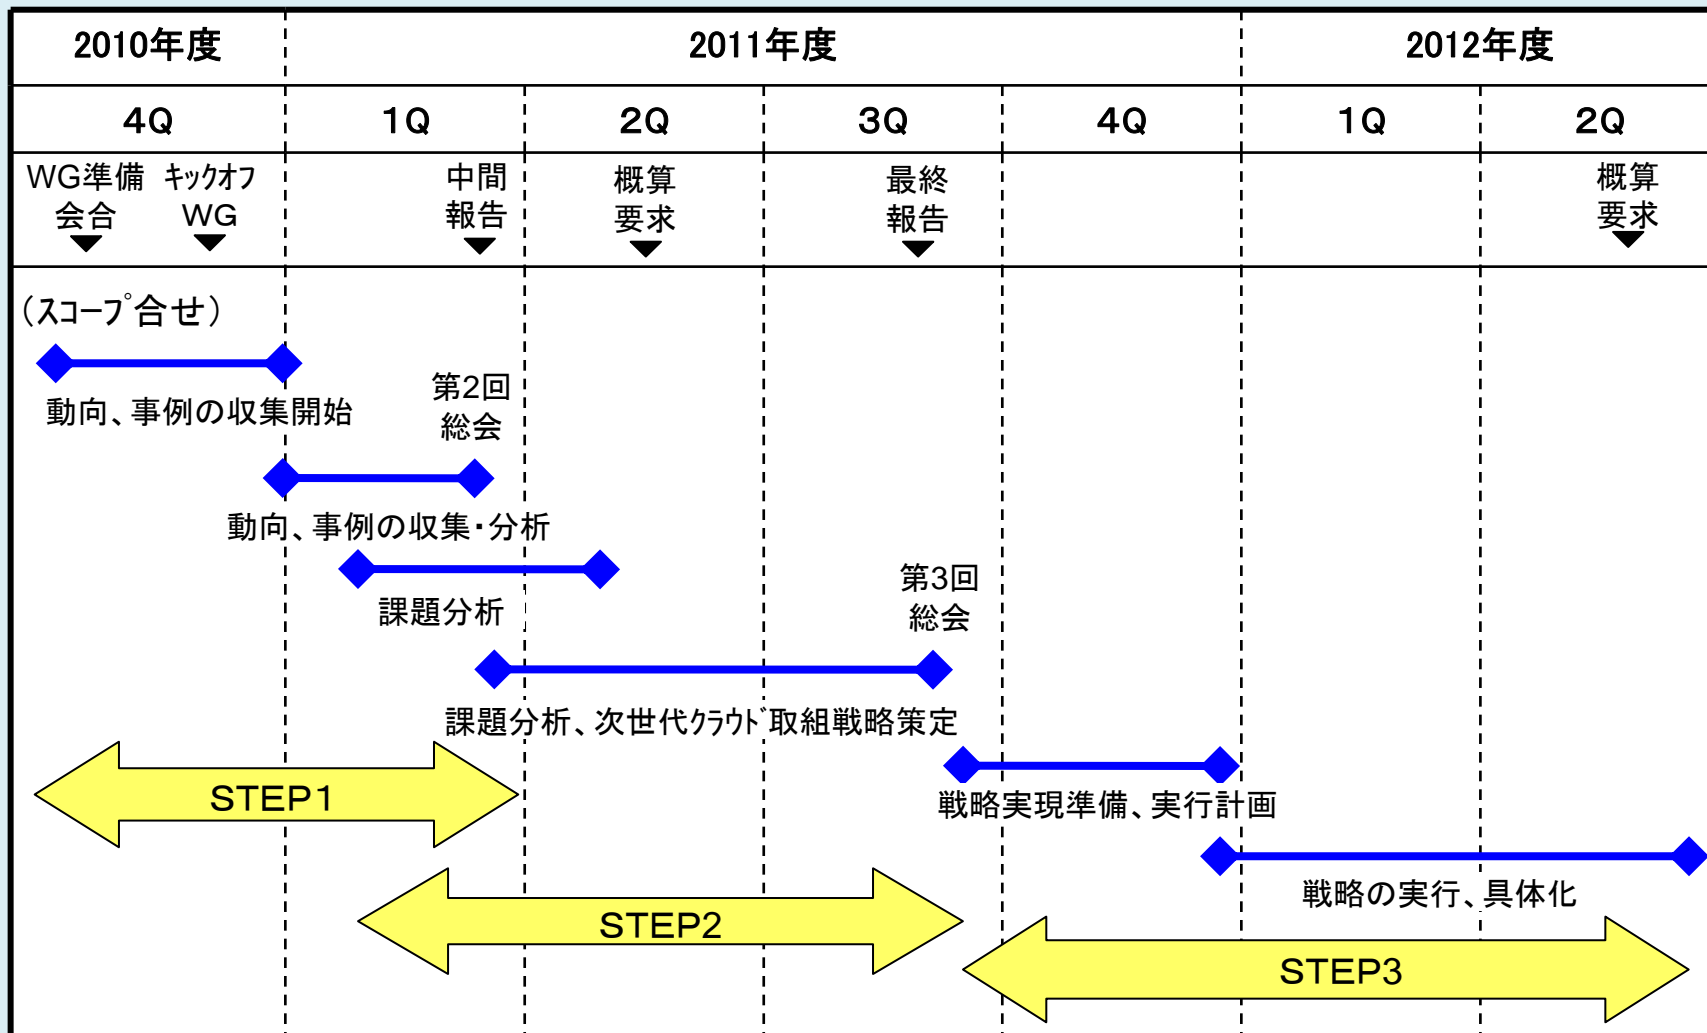 2010年度 2011年度 2012年度
4Q 1Q 2Q 3Q 4Q 1Q 2Q
WG準備
会合
キックオフ
WG
中間
報告
概算
要求
最終
報告
概算
要求
（スコープ合せ）
動向、事例の収集開始
第2回
総会
動向、事例の収集・分析
課題分析
第3回
総会
課題分析、次世代クラウド取組戦略策定
STEP1
戦略実現準備、実行計画
戦略の実行、具体化
STEP2
STEP3